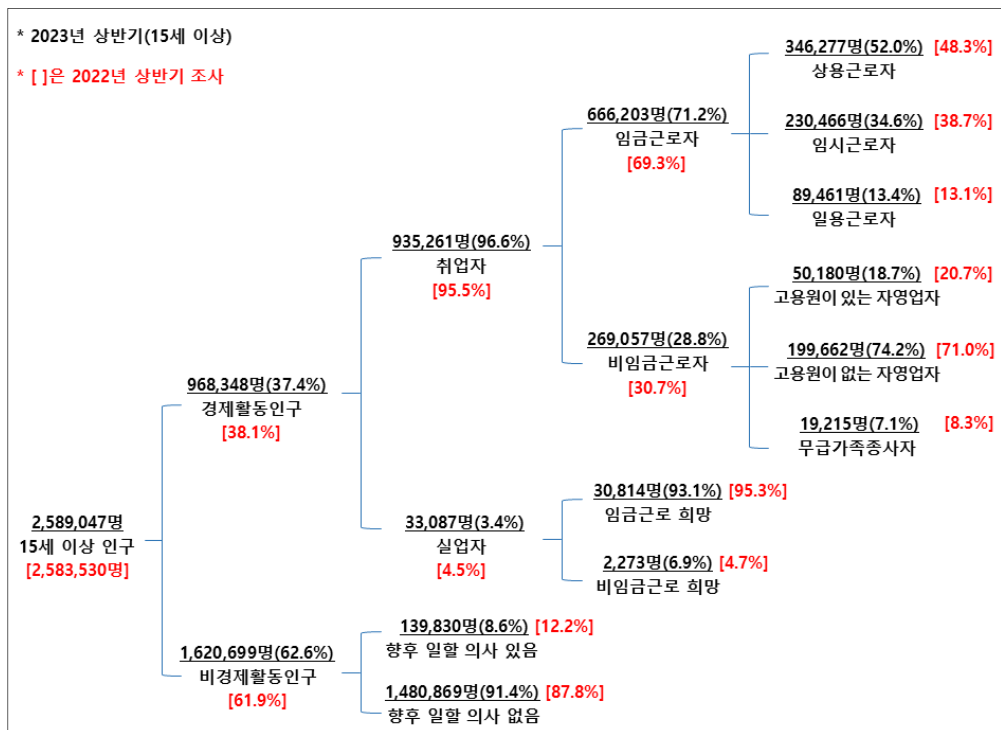 * 2023년 상반기(15세 이상)
* [ ]은 2022년 상반기 조사
346,277명(52.0%) [48.3%]
상용근로자
666,203명(71.2%)
임금근로자
[69.3%]
230,466명(34.6%) [38.7%]
임시근로자
89,461명(13.4%) [13.1%]
일용근로자
935,261명(96.6%)
취업자
[95.5%]
50,180명(18.7%) [20.7%]
고용원이 있는 자영업자
269,057명(28.8%)
비임금근로자
[30.7%]
199,662명(74.2%) [71.0%]
고용원이 없는 자영업자
19,215명(7.1%) [8.3%]
무급가족종사자
968,348명(37.4%)
경제활동인구
[38.1%]
30,814명(93.1%) [95.3%]
임금근로 희망
33,087명(3.4%)
실업자
[4.5%]
2,273명(6.9%) [4.7%]
비임금근로 희망
2,589,047명
15세 이상 인구
[2,583,530명]
139,830명(8.6%) [12.2%]
향후 일할 의사 있음
1,620,699명(62.6%)
비경제활동인구
[61.9%]
1,480,869명(91.4%) [87.8%]
향후 일할 의사 없음